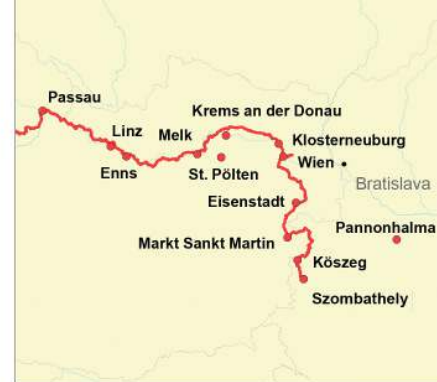 Passau
Krems an der Donau
Linz
Melk
Klosterneuburg
Wien
Enns
St. Pölten
Bratislava
Eisenstadt
Pannonhalma
Markt Sankt Martin
Köszeg
Szombathely